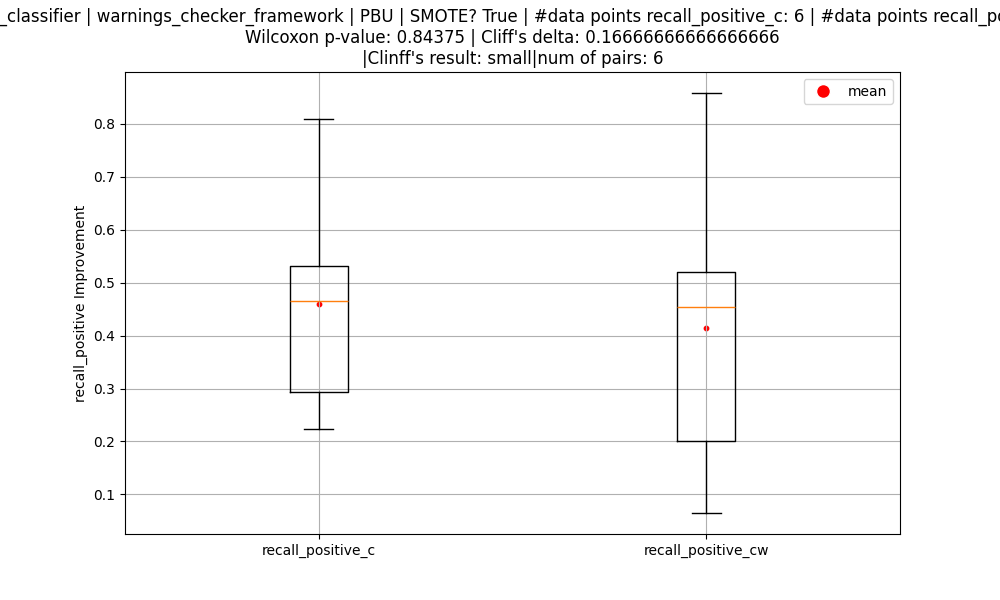 _classifier | warnings_checker_framework | PBU | SMOTE? True | #data points recall_positive_c: 6 | #data points
Wilcoxon p-value: 0.84375 | Cliff's delta: 0.16666666666666666
|Clinff's result: small|num of pairs: 6
mean
0.8
0.7
0.6
0.5
0.4
0.3
0.2
0.1
recall_positive Improvement
recall_positive_c
recall_positive_cw